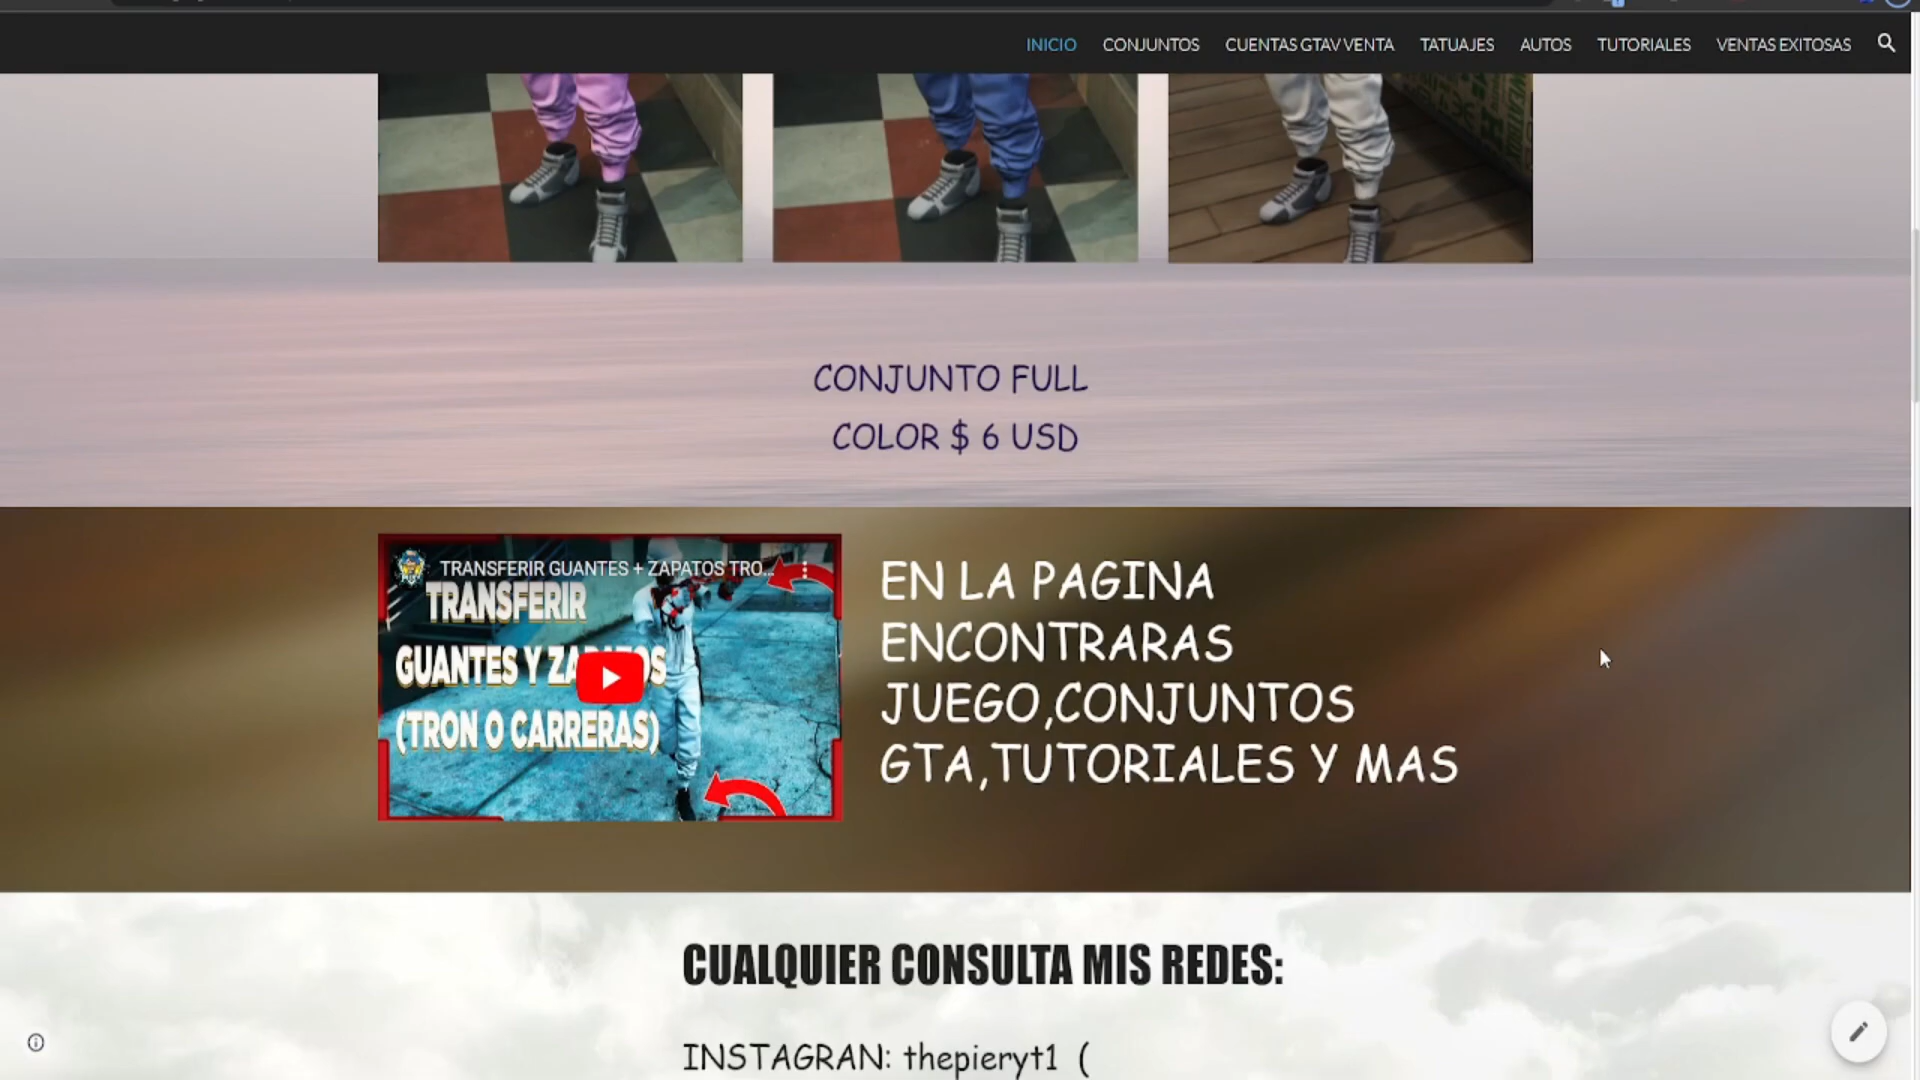 INICIO CONJUNTOS CUENTAS GTAV VENTA TATUAJES AUTOS TUTORIALES VENTAS EXITOSAS
CONJUNTO FULL
COLOR $ 6 USD
TRANSFERIR GUANTES + ZAPATOS TRO...
TRANSFERIR
GUANTES Y ZAPATOS
(TRON O CARRERAS)
EN LA PAGINA
ENCONTRARAS
JUEGO,CONJUNTOS
GTA,TUTORIALES Y MAS
CUALQUIER CONSULTA MIS REDES:
INSTAGRAN: thepieryt1 (